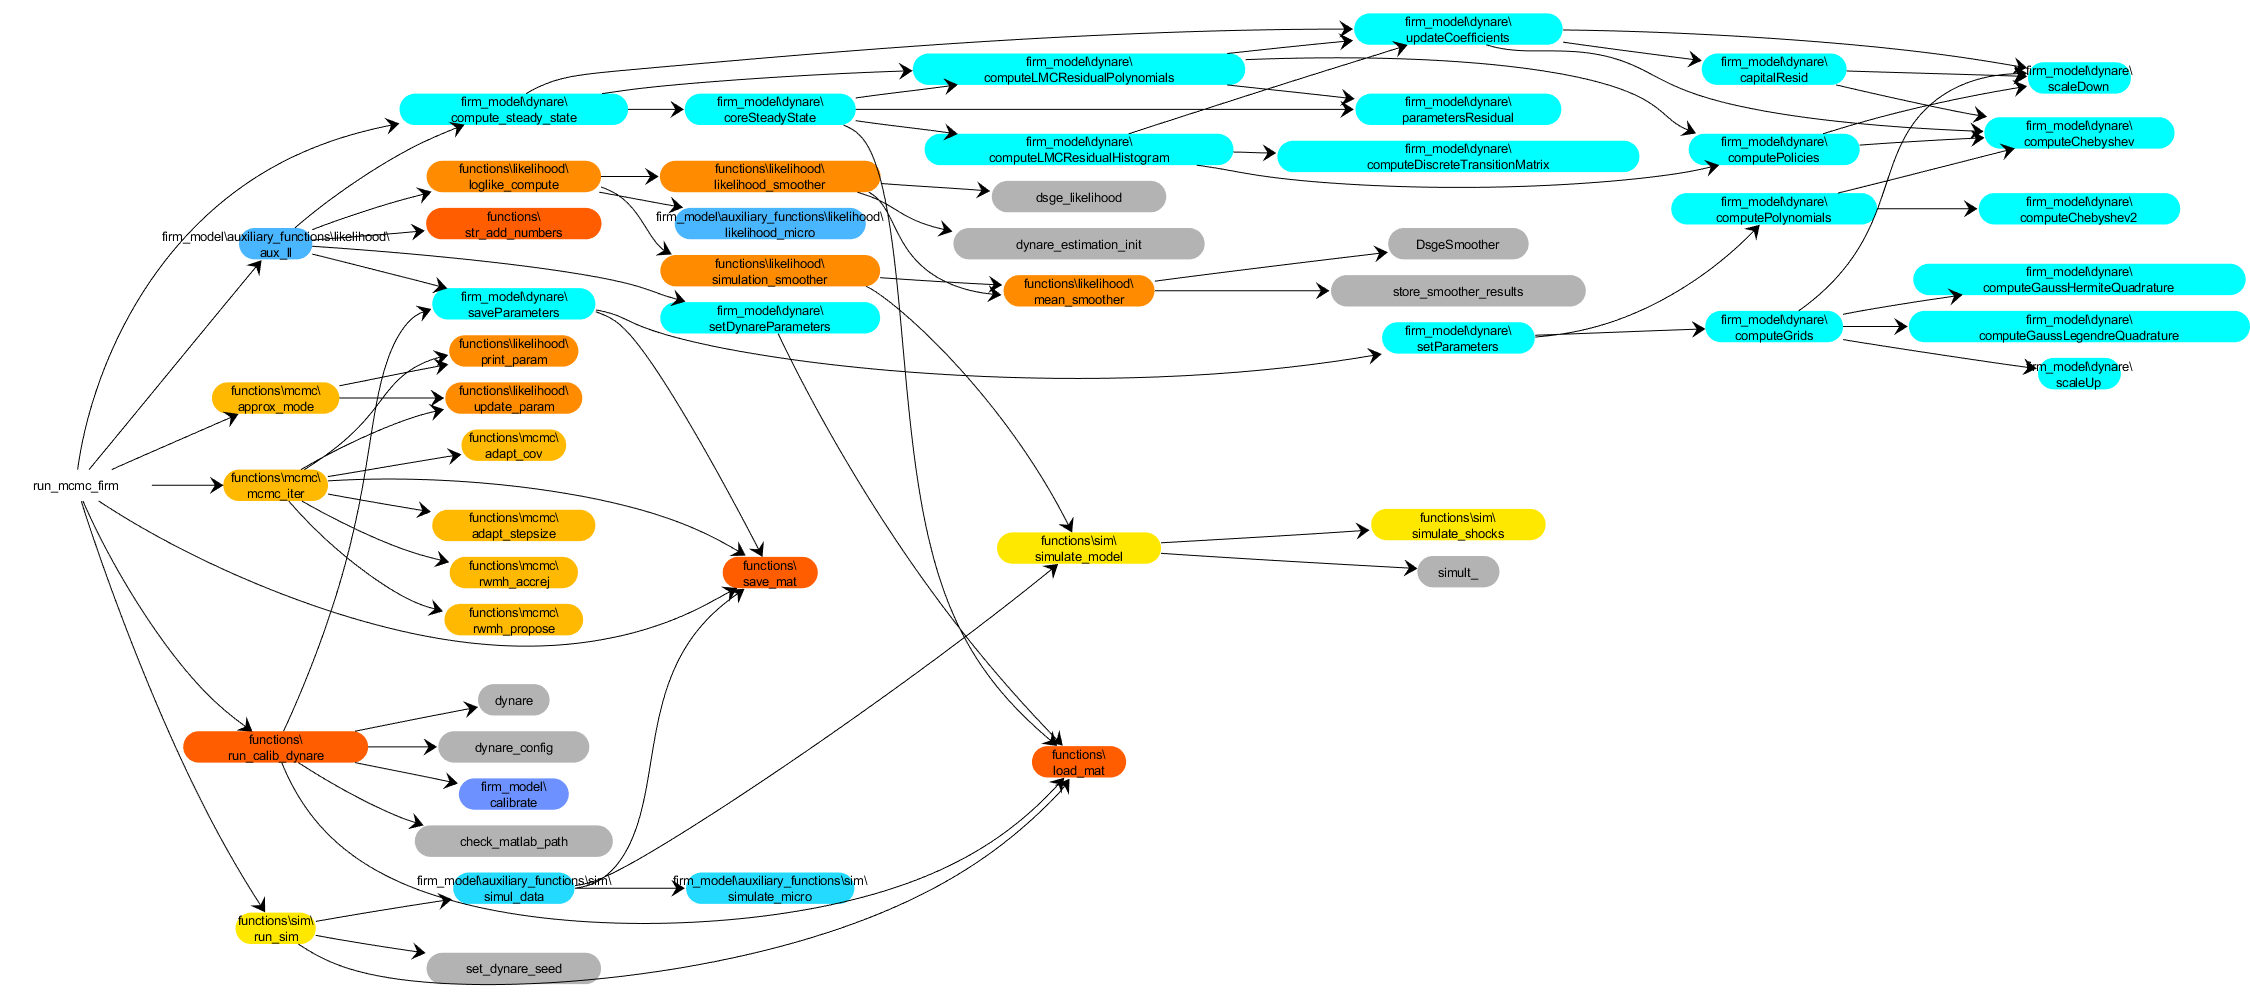 run_mcmc_firm
firm_model\auxiliary_functions\likelihood\
aux_ll
functions\mcmc\
approx_mode
functions\mcmc\
mcmc_iter
functions\
run_calib_dynare
functions\sim\
run_sim
firm_model\dynare\
compute_steady_state
functions\likelihood\
loglike_compute
functions\
str_add_numbers
firm_model\dynare\
saveParameters
functions\likelihood\
print_param
functions\likelihood\
update_param
functions\mcmc\
adapt_cov
functions\mcmc\
adapt_stepsize
functions\mcmc\
rwmh_accrej
functions\mcmc\
rwmh_propose
dynare
dynare_config
firm_model\
calibrate
check_matlab_path
firm_model\auxiliary_functions\sim\
simul_data
set_dynare_seed
firm_model\dynare\
coreSteadyState
functions\likelihood\
likelihood_smoother
firm_model\auxiliary_functions\likelihood\
likelihood_micro
functions\likelihood\
simulation_smoother
firm_model\dynare\
setDynareParameters
functions\
save_mat
firm_model\auxiliary_functions\sim\
simulate_micro
firm_model\dynare\
computeLMCResidualPolynomials
firm_model\dynare\
computeLMCResidualHistogram
dsge_likelihood
dynare_estimation_init
functions\likelihood\
mean_smoother
functions\sim\
simulate_model
functions\
load_mat
firm_model\dynare\
updateCoefficients
firm_model\dynare\
parametersResidual
firm_model\dynare\
computeDiscreteTransitionMatrix
DsgeSmoother
store_smoother_results
firm_model\dynare\
setParameters
functions\sim\
simulate_shocks
simult_
firm_model\dynare\
capitalResid
firm_model\dynare\
computePolicies
firm_model\dynare\
computePolynomials
firm_model\dynare\
computeGrids
firm_model\dynare\
scaleDown
firm_model\dynare\
computeChebyshev
firm_model\dynare\
computeChebyshev2
firm_model\dynare\
computeGaussHermiteQuadrature
firm_model\dynare\
computeGaussLegendreQuadrature
firm_model\dynare\
scaleUp